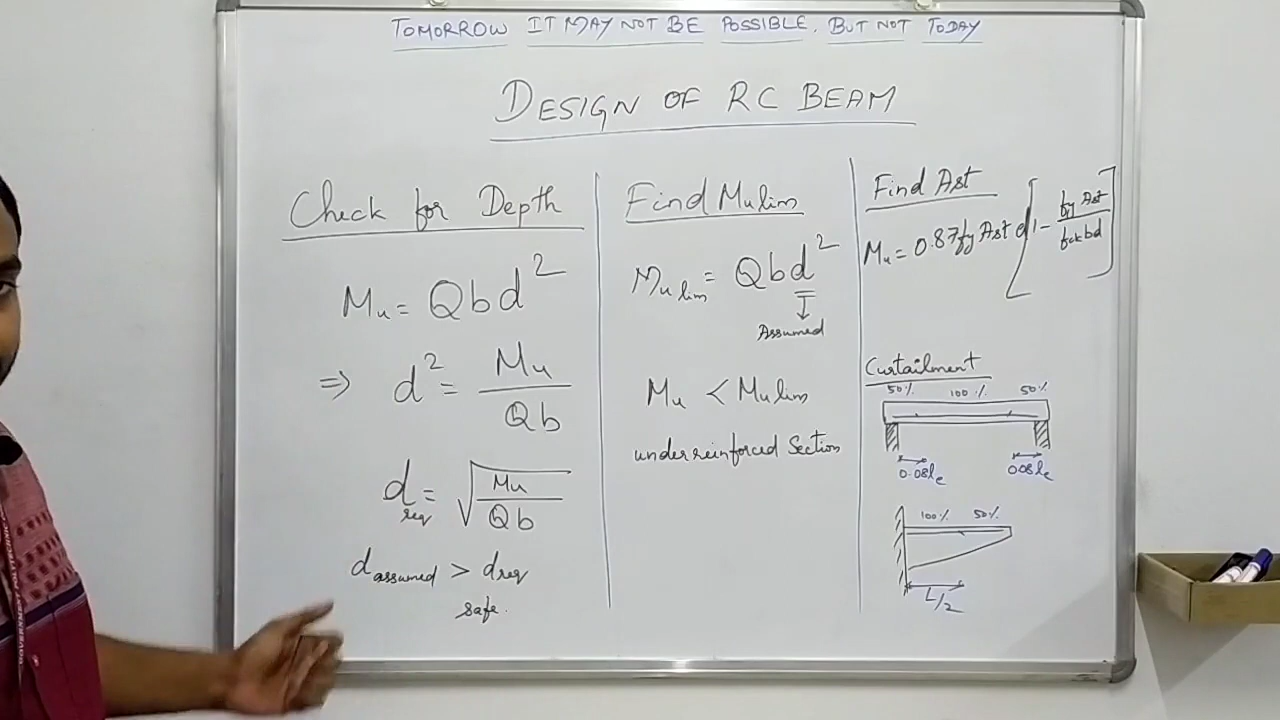 TOMORROW IT MAY NOT BE POSSIBLE. BUT NOT TODAY
DESIGN OF RC BEAM
Check for Depth
Mu = Qbd²
⇒ d² = Mu / Qb
d req = √(Mu / Qb)
d assumed > d req
safe.
Find Mulim
Mu lim = Qbd²
Assumed
Mu < Mulim
underreinforced Section
Find Ast
Mu = 0.87fy Ast d [1 - fy Ast / fck bd]
Curtailment
50% 100% 50%
0.08le 0.08le
100% 50%
L/2
GOVERNMENT POLYTECHNIC